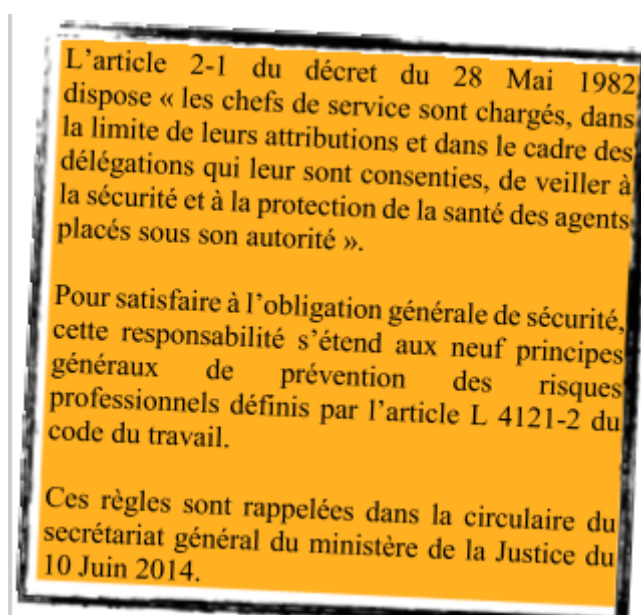 L’article 2-1 du décret du 28 Mai 1982,
dispose « les chefs de service sont chargés, dans
la limite de leurs attributions et dans le cadre des
délégations qui leur sont consenties, de veiller à
la sécurité et à la protection de la santé des agents
placés sous son autorité ».
Pour satisfaire à l’obligation générale de sécurité,
cette responsabilité s’étend aux neuf principes
généraux de prévention des risques
professionnels définis par l’article L 4121-2 du
code du travail.
Ces règles sont rappelées dans la circulaire du
secrétariat général du ministère de la Justice du
10 Juin 2014.